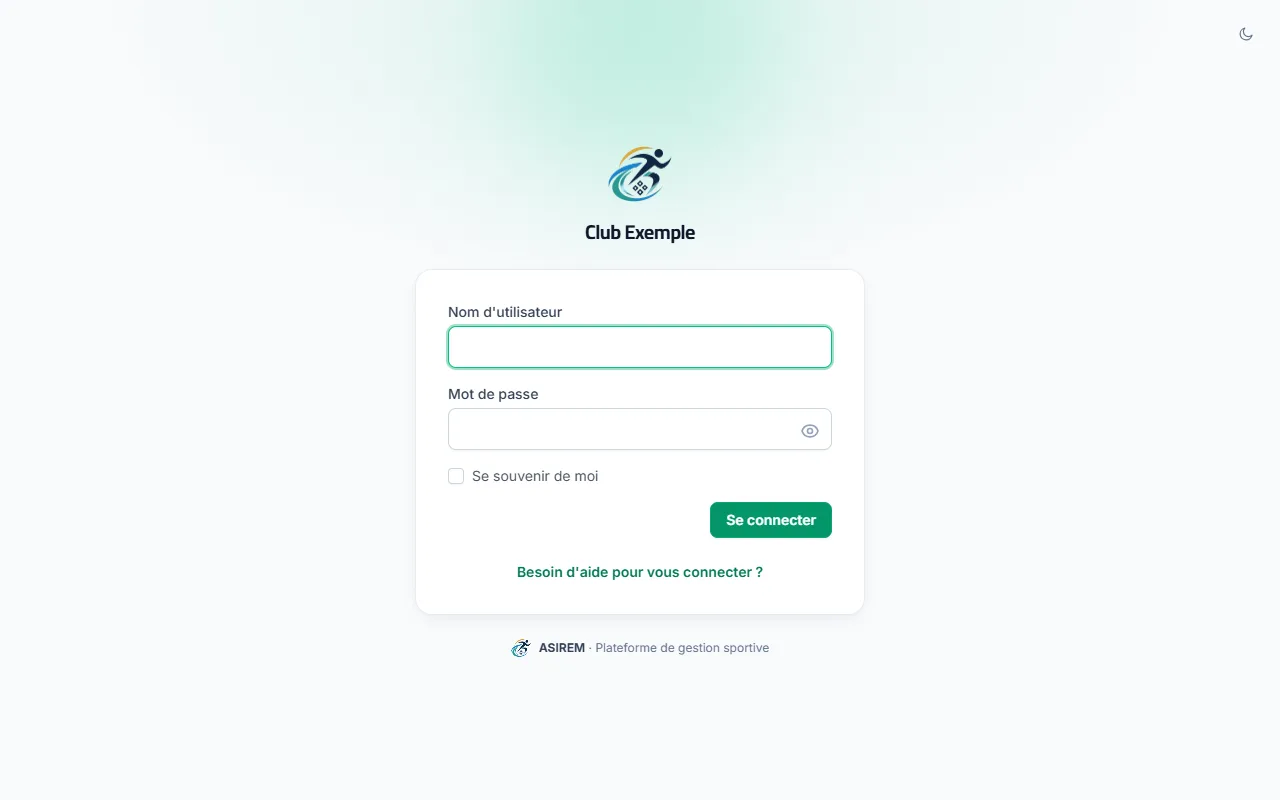 Club Exemple
Nom d'utilisateur
Mot de passe
Se souvenir de moi
Se connecter
Besoin d'aide pour vous connecter ?
ASIREM · Plateforme de gestion sportive